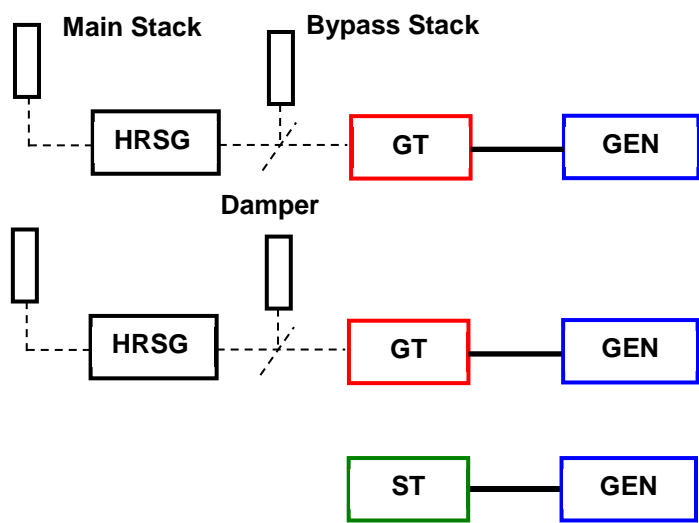 Main Stack
Bypass Stack
HRSG
GT
GEN
Damper
HRSG
GT
GEN
ST
GEN